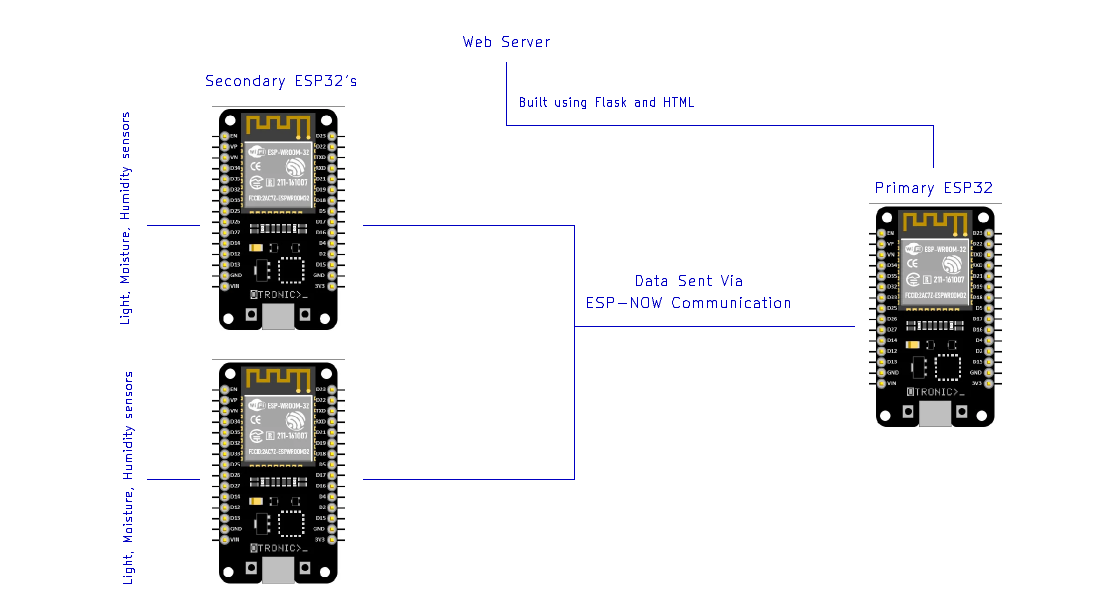 Web Server
Secondary ESP32's
Built using Flask and HTML
Primary ESP32
Light, Moisture, Humidity sensors
Data Sent Via
ESP-NOW Communication
Light, Moisture, Humidity sensors
EN
VP
VN
D34
D35
D32
D33
D25
D26
D27
D14
D12
D13
GND
VIN
D23
D22
TXD
RXD
D21
D19
D18
D5
D17
D16
D4
D2
D15
GND
3V3
Wi-Fi ESP-WROOM-32
CE
R 211-161007
FCCID:2AC7Z-ESPWROOM32
TRONIC>_
EN
VP
VN
D34
D35
D32
D33
D25
D26
D27
D14
D12
D13
GND
VIN
D23
D22
TXD
RXD
D21
D19
D18
D5
D17
D16
D4
D2
D15
GND
3V3
Wi-Fi ESP-WROOM-32
CE
R 211-161007
FCCID:2AC7Z-ESPWROOM32
TRONIC>_
EN
VP
VN
D34
D35
D32
D33
D25
D26
D27
D14
D12
D13
GND
VIN
D23
D22
TXD
RXD
D21
D19
D18
D5
D17
D16
D4
D2
D15
GND
3V3
Wi-Fi ESP-WROOM-32
CE
R 211-161007
FCCID:2AC7Z-ESPWROOM32
TRONIC>_